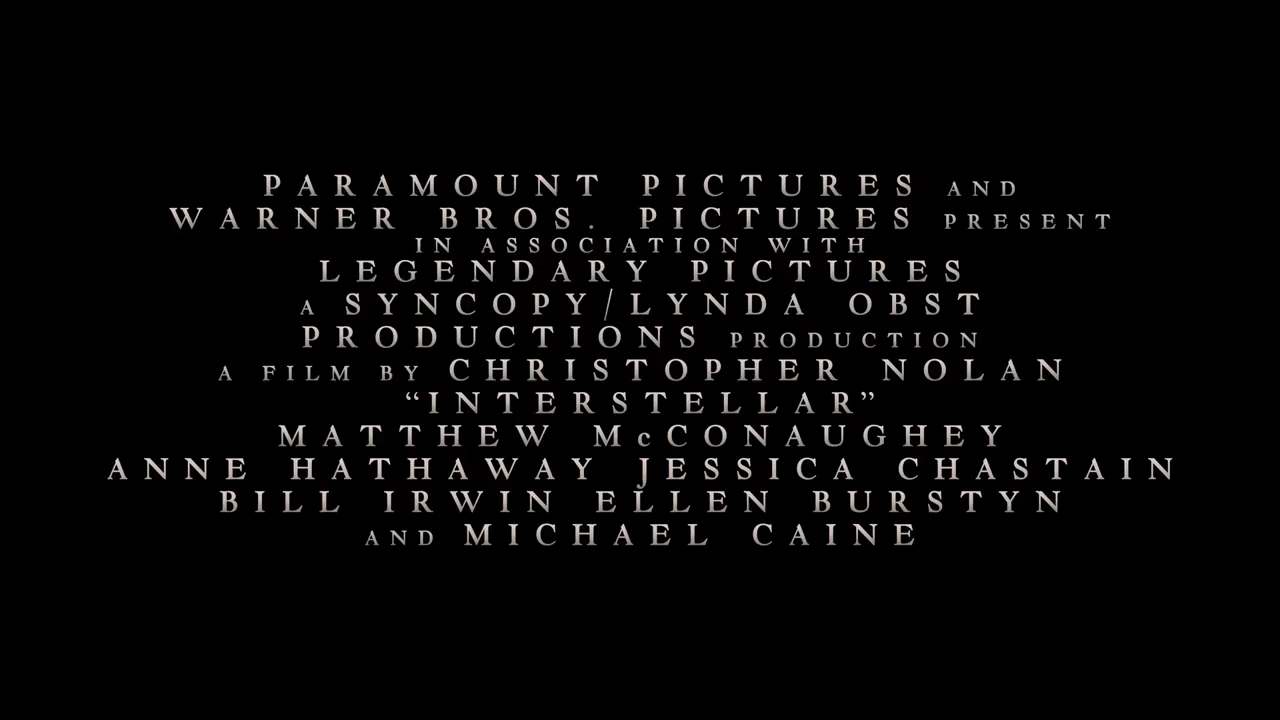 PARAMOUNT PICTURES AND
WARNER BROS. PICTURES PRESENT
IN ASSOCIATION WITH
LEGENDARY PICTURES
A SYNCOPY/LYNDA OBST
PRODUCTIONS PRODUCTION
A FILM BY CHRISTOPHER NOLAN
“INTERSTELLAR”
MATTHEW McCONAUGHEY
ANNE HATHAWAY JESSICA CHASTAIN
BILL IRWIN ELLEN BURSTYN
AND MICHAEL CAINE